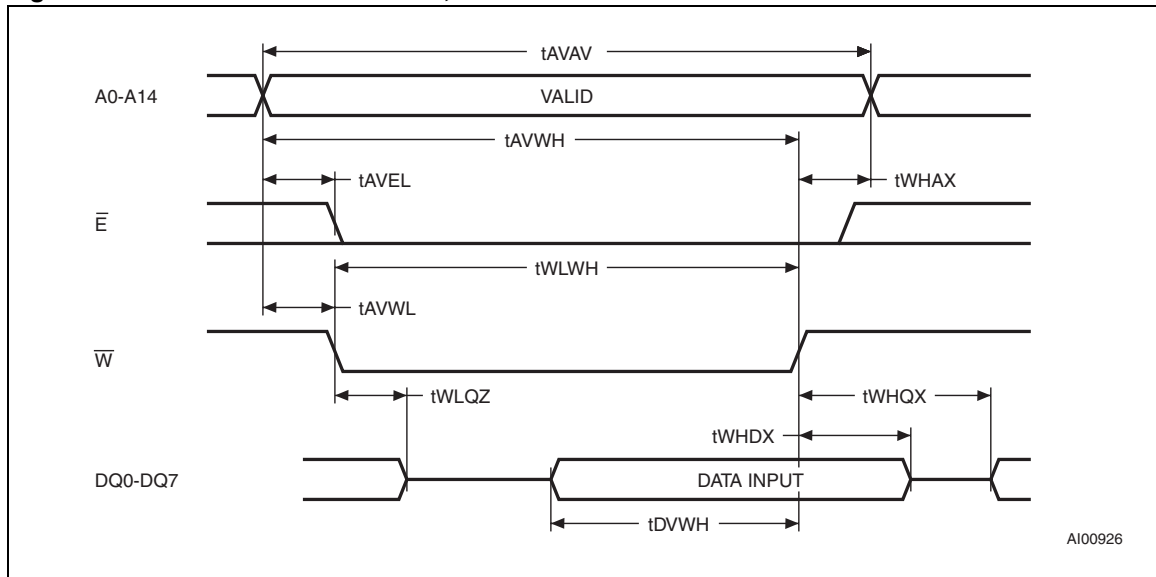 tAVAV
A0-A14
VALID
tAVWH
tAVEL
tWHAX
E̅
tWLWH
tAVWL
W̅
tWLQZ
tWHQX
tWHDX
DQ0-DQ7
DATA INPUT
tDVWH
AI00926